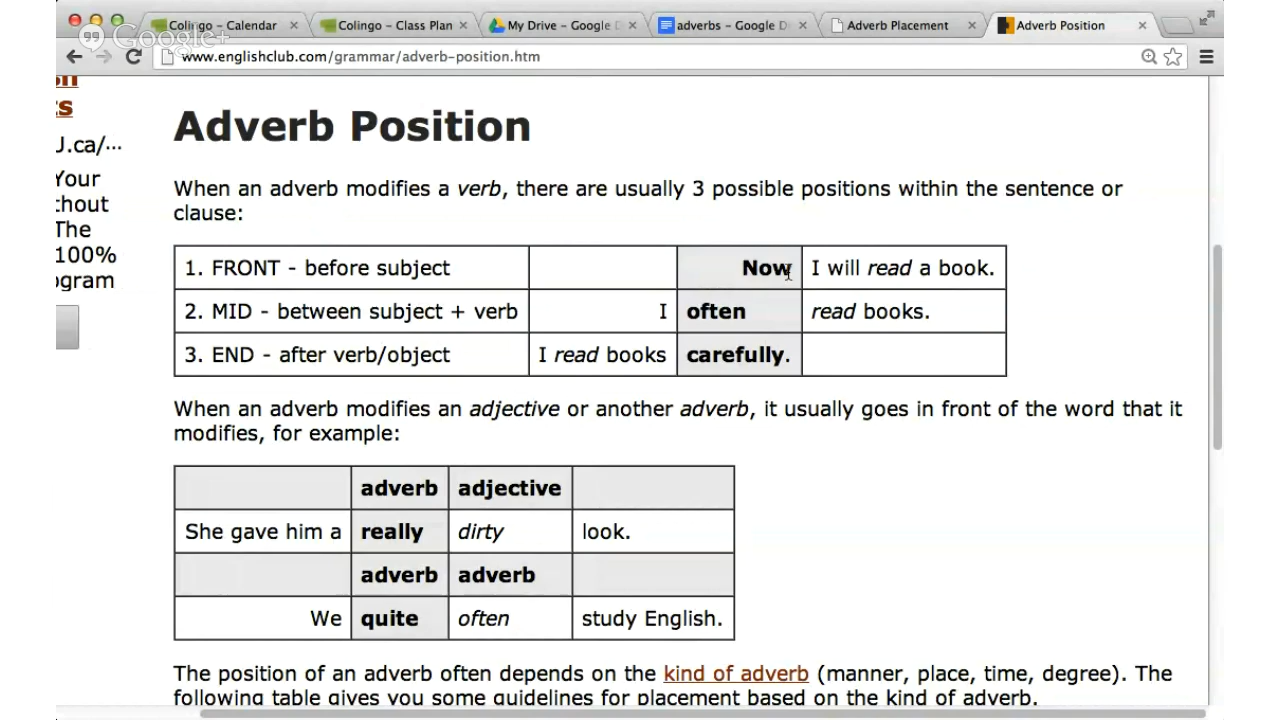 Colingo – Calendar
Colingo – Class Plan
My Drive – Google D
adverbs – Google D
Adverb Placement
Adverb Position
Google+
www.englishclub.com/grammar/adverb-position.htm
ts
U.ca/...
Your
thout
The
100%
ogram
Adverb Position
When an adverb modifies a verb, there are usually 3 possible positions within the sentence or
clause:
1. FRONT - before subject Now I will read a book.
2. MID - between subject + verb I often read books.
3. END - after verb/object I read books carefully.
When an adverb modifies an adjective or another adverb, it usually goes in front of the word that it
modifies, for example:
adverb adjective
She gave him a really dirty look.
adverb adverb
We quite often study English.
The position of an adverb often depends on the kind of adverb (manner, place, time, degree). The
following table gives you some guidelines for placement based on the kind of adverb.